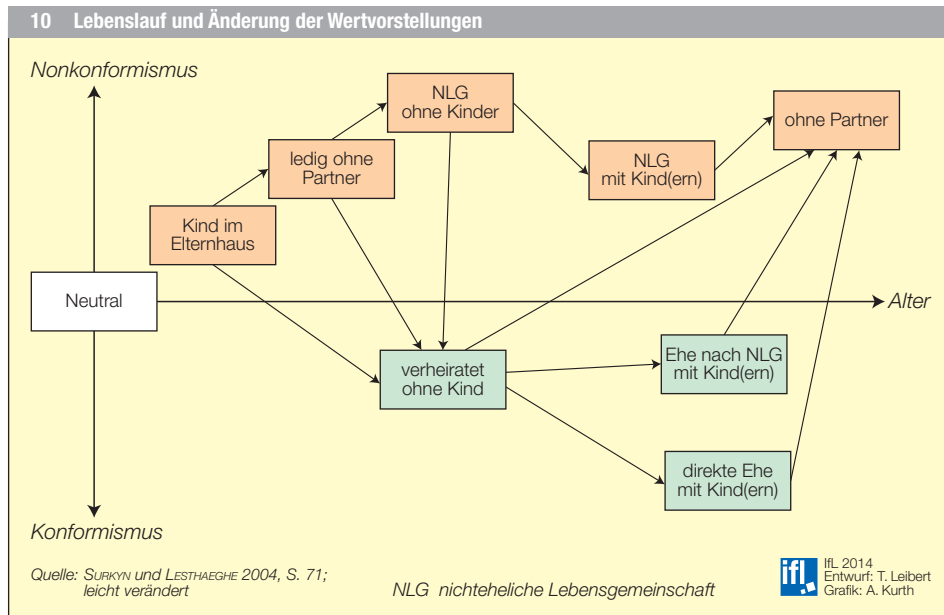 10 Lebenslauf und Änderung der Wertvorstellungen
Nonkonformismus
NLG
ohne Kinder
ohne Partner
ledig ohne
Partner
NLG
mit Kind(ern)
Kind im
Elternhaus
Neutral
Alter
verheiratet
ohne Kind
Ehe nach NLG
mit Kind(ern)
direkte Ehe
mit Kind(ern)
Konformismus
Quelle: SURKYN und LESTHAEGHE 2004, S. 71;
leicht verändert
NLG nichteheliche Lebensgemeinschaft
ifl
IfL 2014
Entwurf: T. Leibert
Grafik: A. Kurth